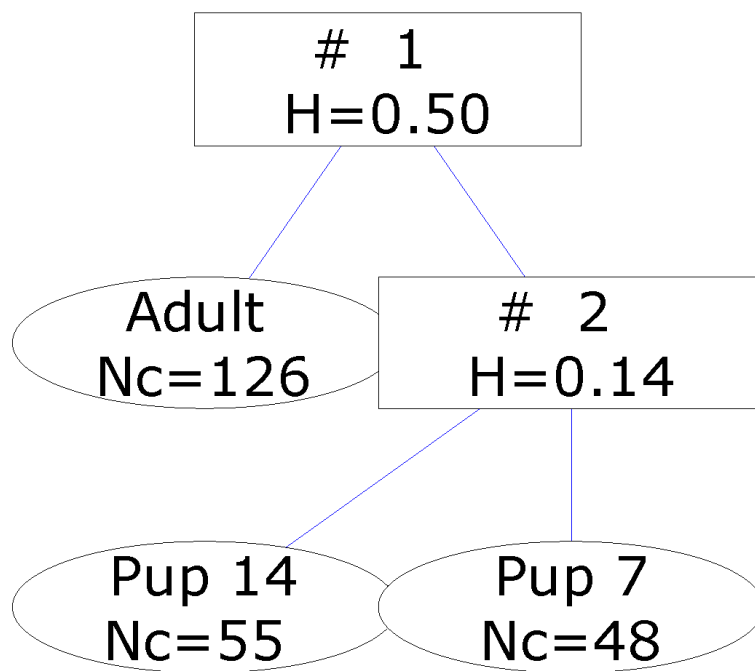 # 1
H=0.50
Adult
Nc=126
# 2
H=0.14
Pup 14
Nc=55
Pup 7
Nc=48